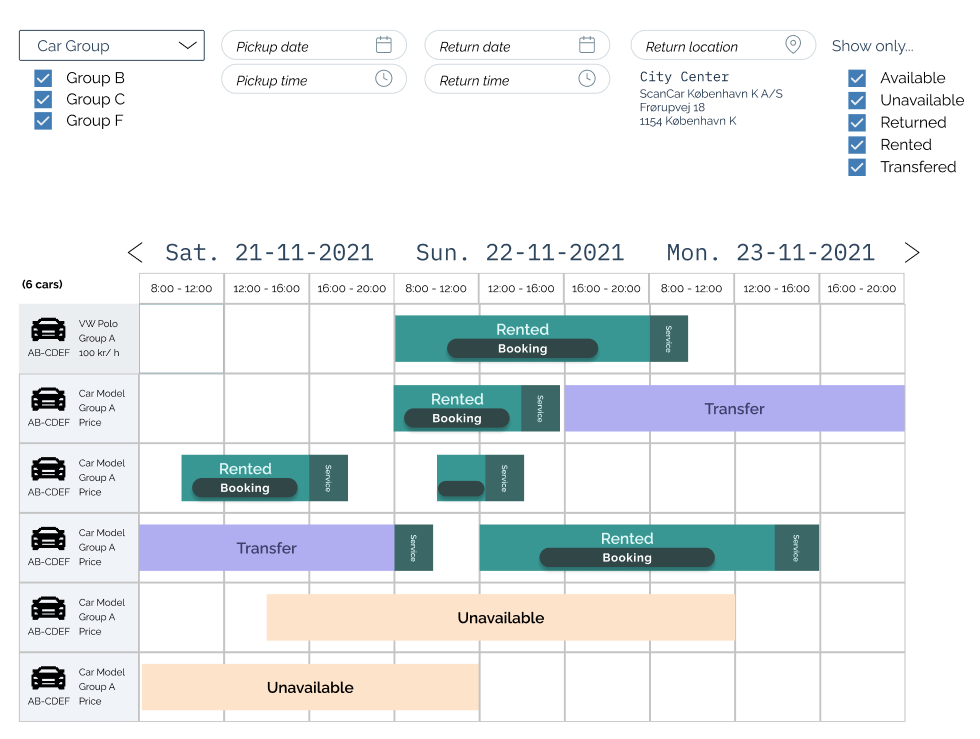 Car Group
Group B
Group C
Group F
Pickup date
Pickup time
Return date
Return time
Return location
City Center
ScanCar København K A/S
Frørupvej 18
1154 København K
Show only...
Available
Unavailable
Returned
Rented
Transfered
Sat. 21-11-2021 Sun. 22-11-2021 Mon. 23-11-2021
(6 cars)
8:00 - 12:00 12:00 - 16:00 16:00 - 20:00 8:00 - 12:00 12:00 - 16:00 16:00 - 20:00 8:00 - 12:00 12:00 - 16:00 16:00 - 20:00
VW Polo
Group A
AB-CDEF 100 kr/ h
Rented
Booking
Service
Car Model
Group A
AB-CDEF Price
Rented
Booking
Service
Transfer
Car Model
Group A
AB-CDEF Price
Rented
Booking
Service
Service
Car Model
Group A
AB-CDEF Price
Transfer
Service
Rented
Booking
Service
Car Model
Group A
AB-CDEF Price
Unavailable
Car Model
Group A
AB-CDEF Price
Unavailable